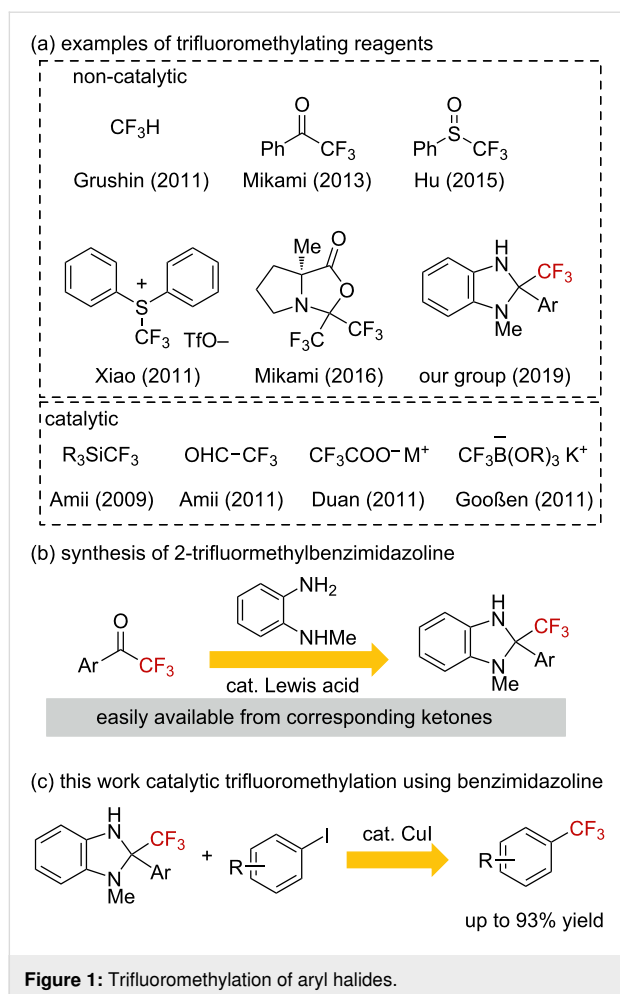 (a) examples of trifluoromethylating reagents
non-catalytic
CF3H
O
Ph CF3
O
Ph S CF3
Grushin (2011) Mikami (2013) Hu (2015)
+
S
CF3 TfO–
Me O
O
N
F3C CF3
H
N CF3
N Ar
Me
Xiao (2011) Mikami (2016) our group (2019)
catalytic
R3SiCF3 OHC–CF3 CF3COO– M+ CF3B̄(OR)3 K+
Amii (2009) Amii (2011) Duan (2011) Gooßen (2011)
(b) synthesis of 2-trifluormethylbenzimidazoline
O
Ar CF3
NH2
NHMe
cat. Lewis acid
H
N CF3
N Ar
Me
easily available from corresponding ketones
(c) this work catalytic trifluoromethylation using benzimidazoline
H
N CF3
N Ar
Me
+
I
R
cat. CuI
CF3
R
up to 93% yield
Figure 1: Trifluoromethylation of aryl halides.